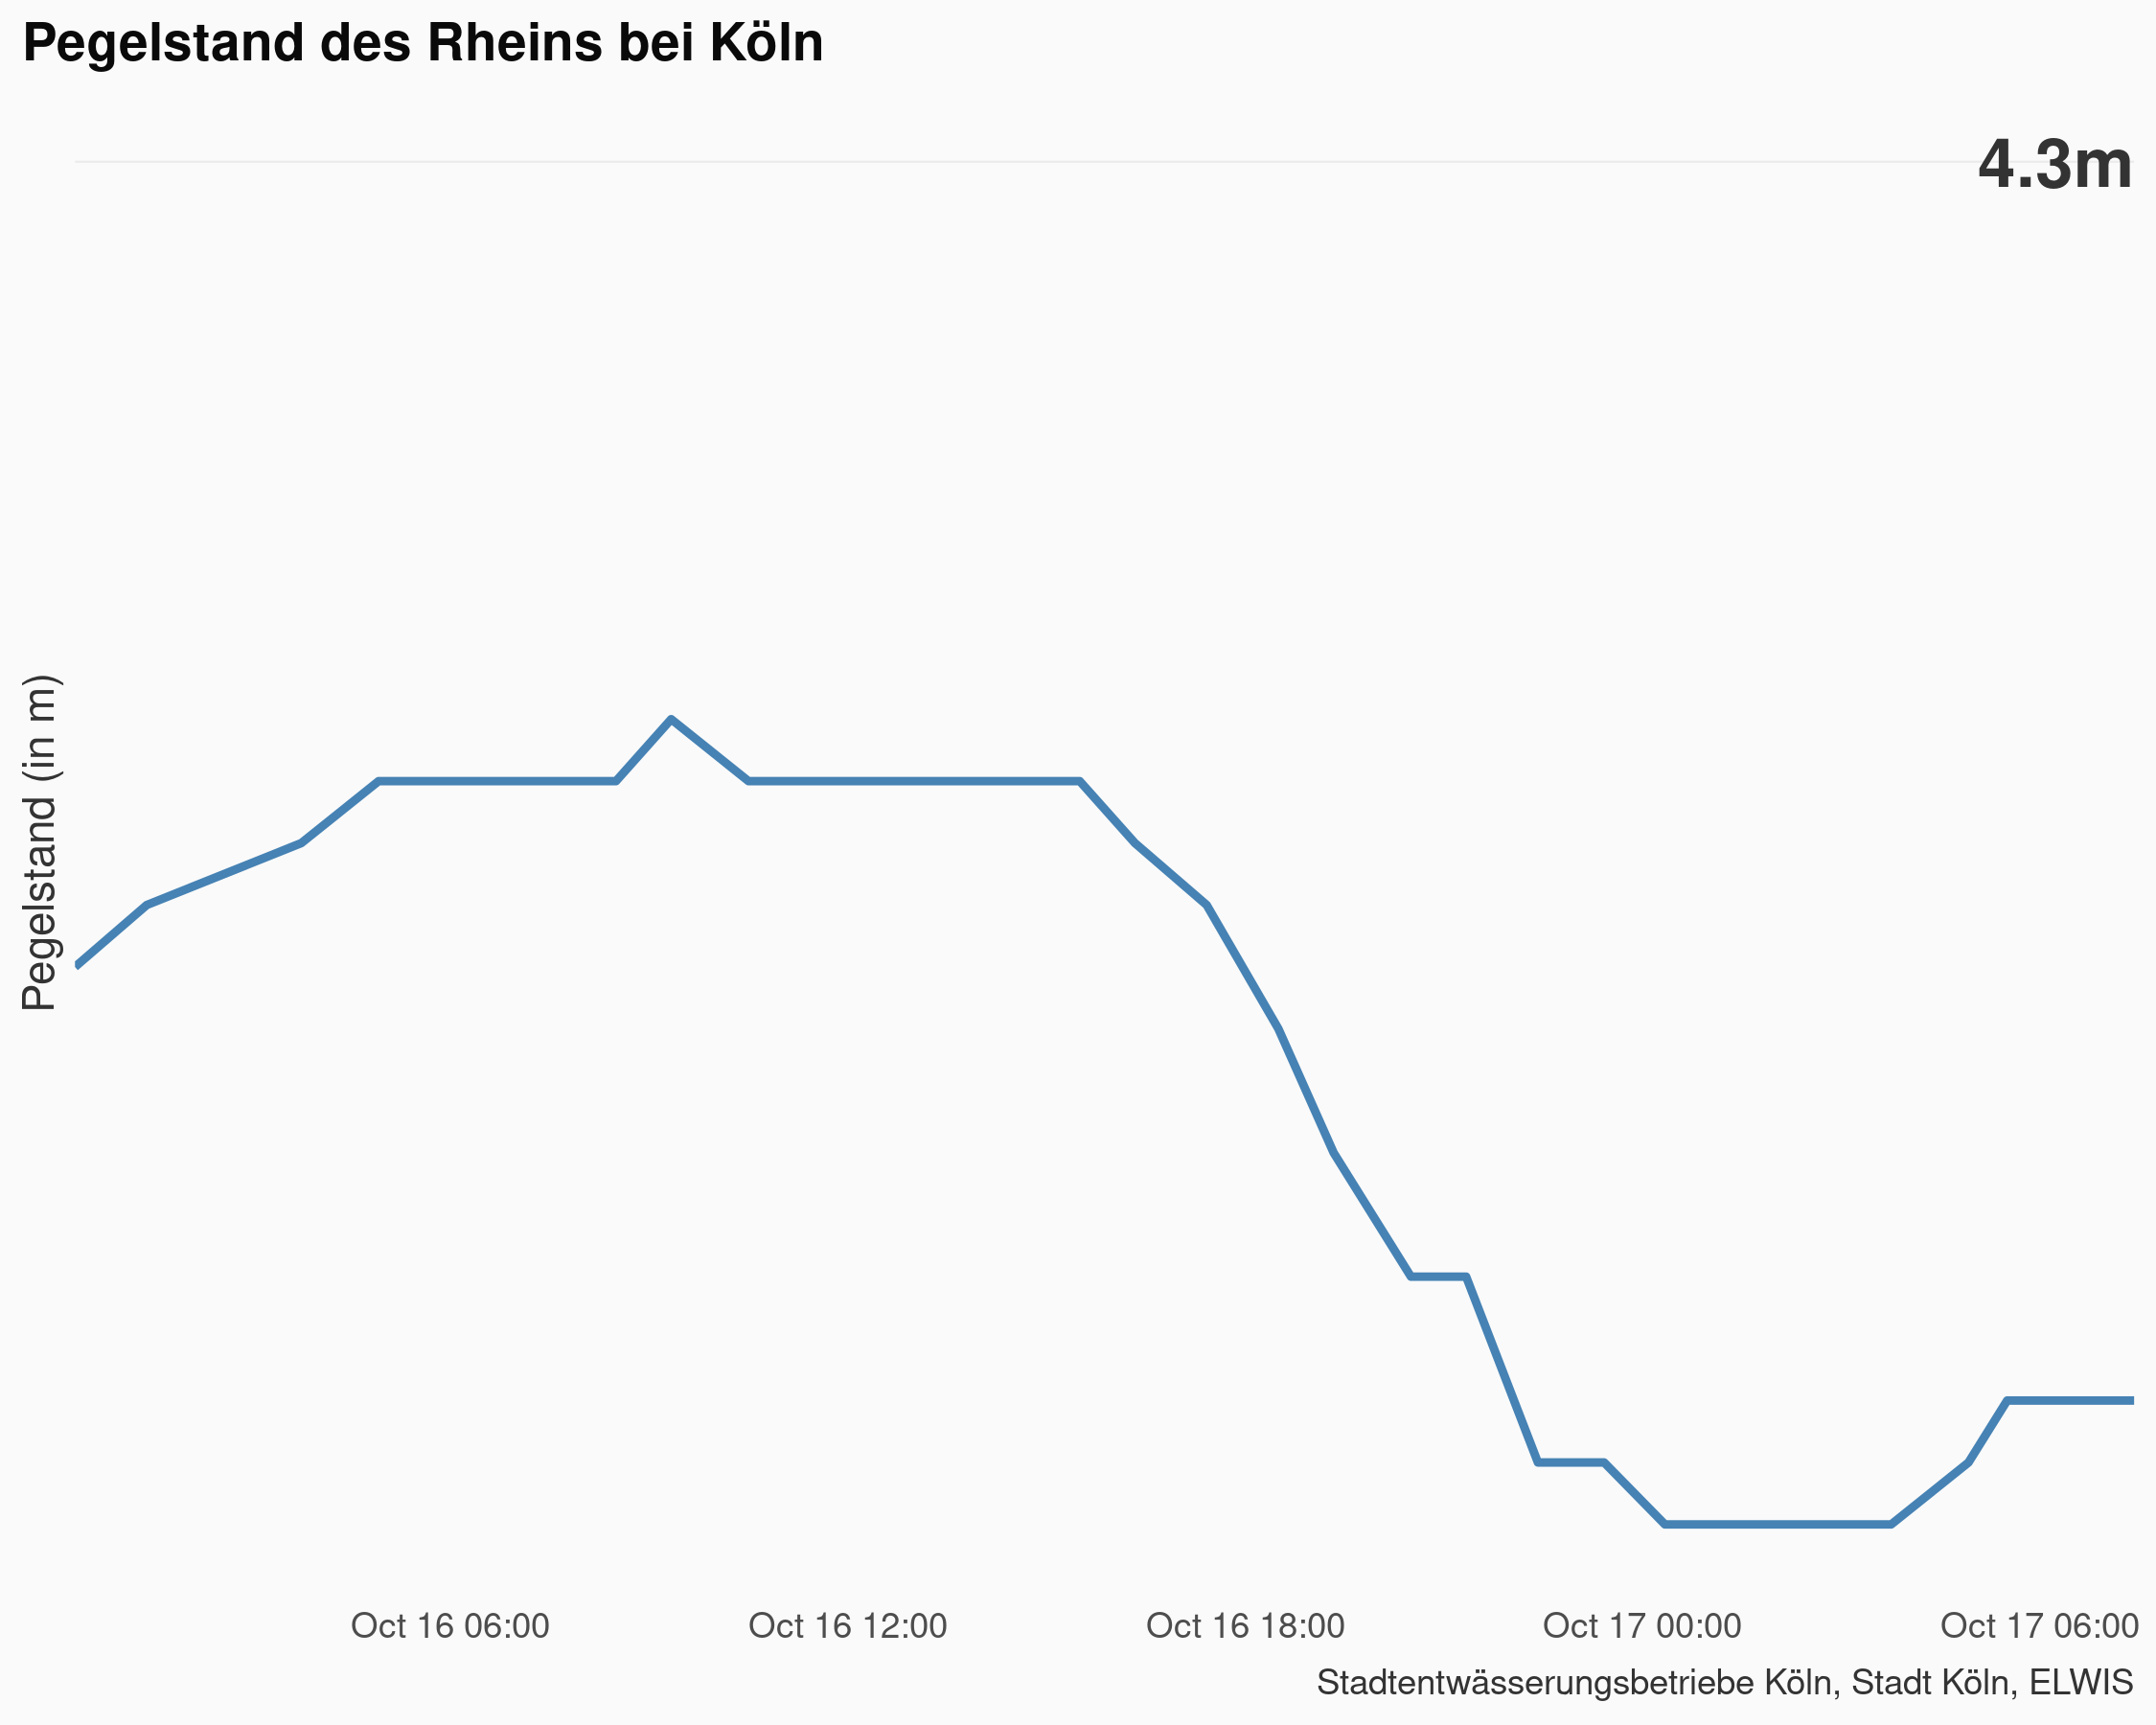 Pegelstand des Rheins bei Köln
4.3m
Pegelstand (in m)
Oct 16 06:00 Oct 16 12:00 Oct 16 18:00 Oct 17 00:00 Oct 17 06:00
Stadtentwässerungsbetriebe Köln, Stadt Köln, ELWIS